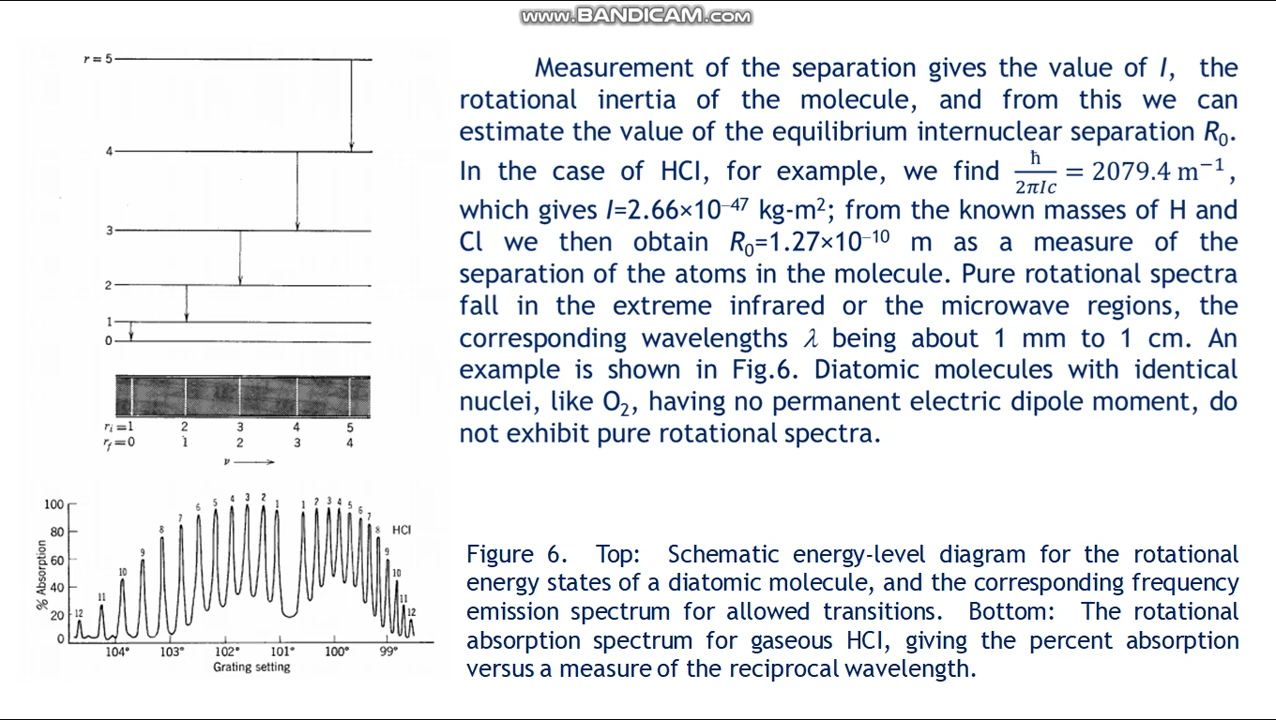 www.BANDICAM.com
r = 5
4
3
2
1
0
r𝑖=1 2 3 4 5
r𝑓=0 1 2 3 4
ν
100
80
60
40
20
0
% Absorption
12 11 10 9 8 7 6 5 4 3 2 1 1 2 3 4 5 6 7 8 9 10 11 12
HCl
104° 103° 102° 101° 100° 99°
Grating setting
Measurement of the separation gives the value of I, the
rotational inertia of the molecule, and from this we can
estimate the value of the equilibrium internuclear separation R₀.
In the case of HCl, for example, we find ħ/2πIc = 2079.4 m⁻¹,
which gives I=2.66×10⁻⁴⁷ kg-m²; from the known masses of H and
Cl we then obtain R₀=1.27×10⁻¹⁰ m as a measure of the
separation of the atoms in the molecule. Pure rotational spectra
fall in the extreme infrared or the microwave regions, the
corresponding wavelengths λ being about 1 mm to 1 cm. An
example is shown in Fig.6. Diatomic molecules with identical
nuclei, like O₂, having no permanent electric dipole moment, do
not exhibit pure rotational spectra.
Figure 6. Top: Schematic energy-level diagram for the rotational
energy states of a diatomic molecule, and the corresponding frequency
emission spectrum for allowed transitions. Bottom: The rotational
absorption spectrum for gaseous HCl, giving the percent absorption
versus a measure of the reciprocal wavelength.